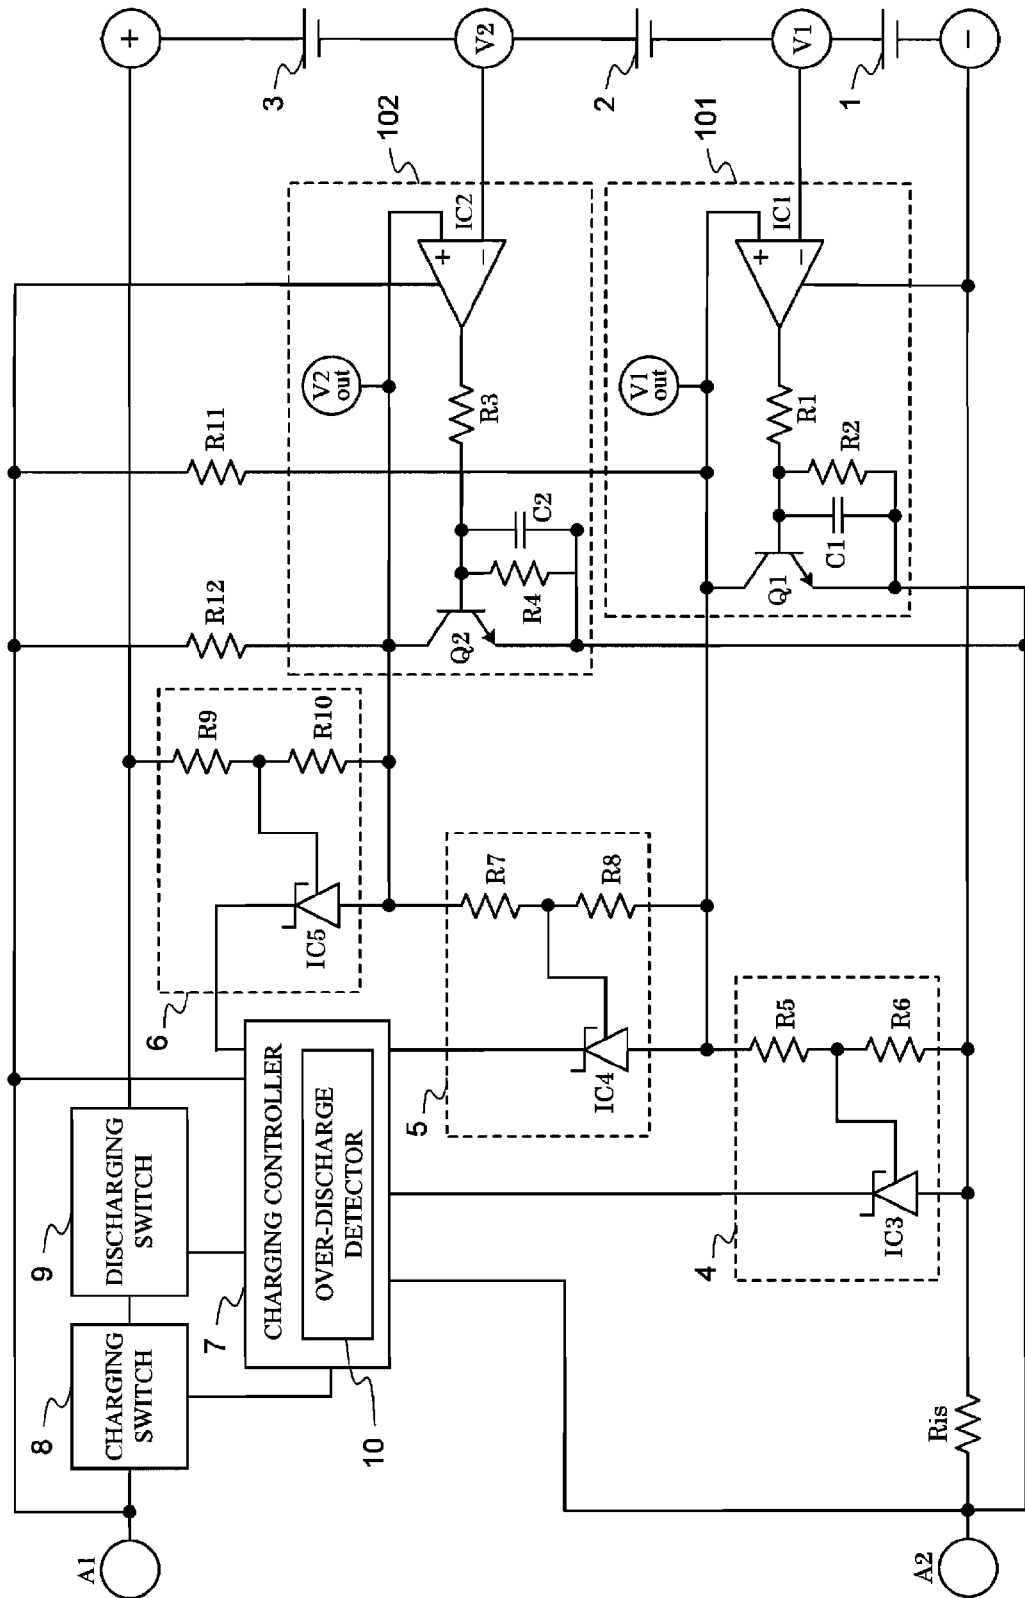 A1
8
CHARGING
SWITCH
9
DISCHARGING
SWITCH
R11
R12
+
3
V2
2
V1
1
−
102
101
IC2
+
−
V2
out
R3
C2
R4
Q2
IC1
+
−
V1
out
R1
R2
C1
Q1
6
R9
R10
IC5
7
CHARGING CONTROLLER
OVER-DISCHARGE
DETECTOR
10
5
R7
R8
IC4
4
R5
R6
IC3
Ris
A2